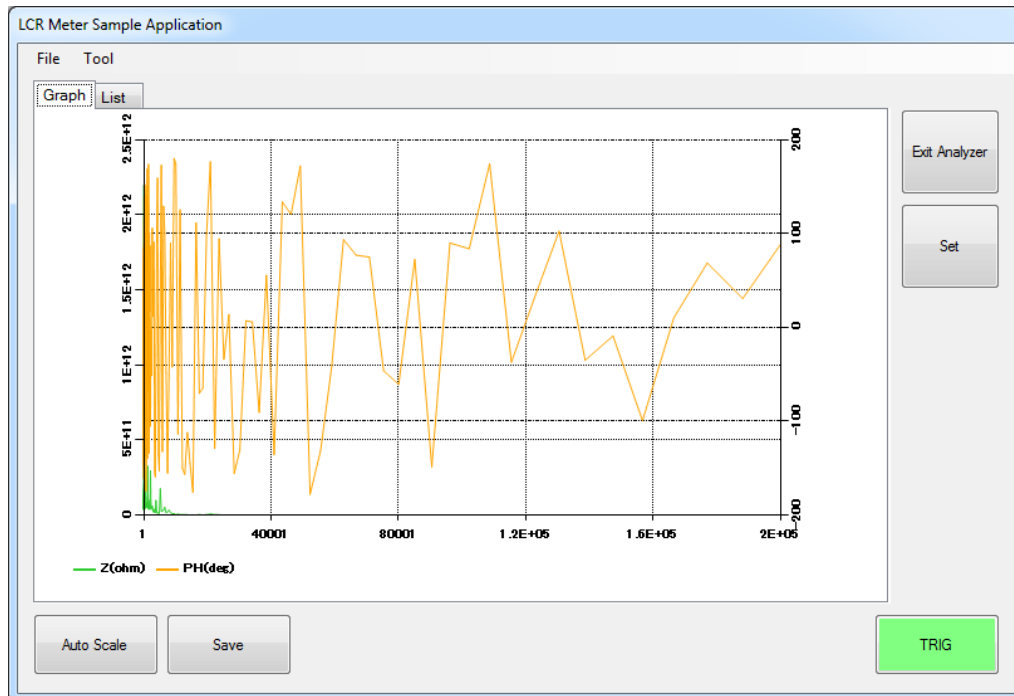 LCR Meter Sample Application
File Tool
Graph List
2.5E+12
2E+12
1.5E+12
1E+12
5E+11
0
200
100
0
-100
-200
1 40001 80001 1.2E+05 1.6E+05 2E+05
Z(ohm) PH(deg)
Exit Analyzer
Set
Auto Scale Save TRIG